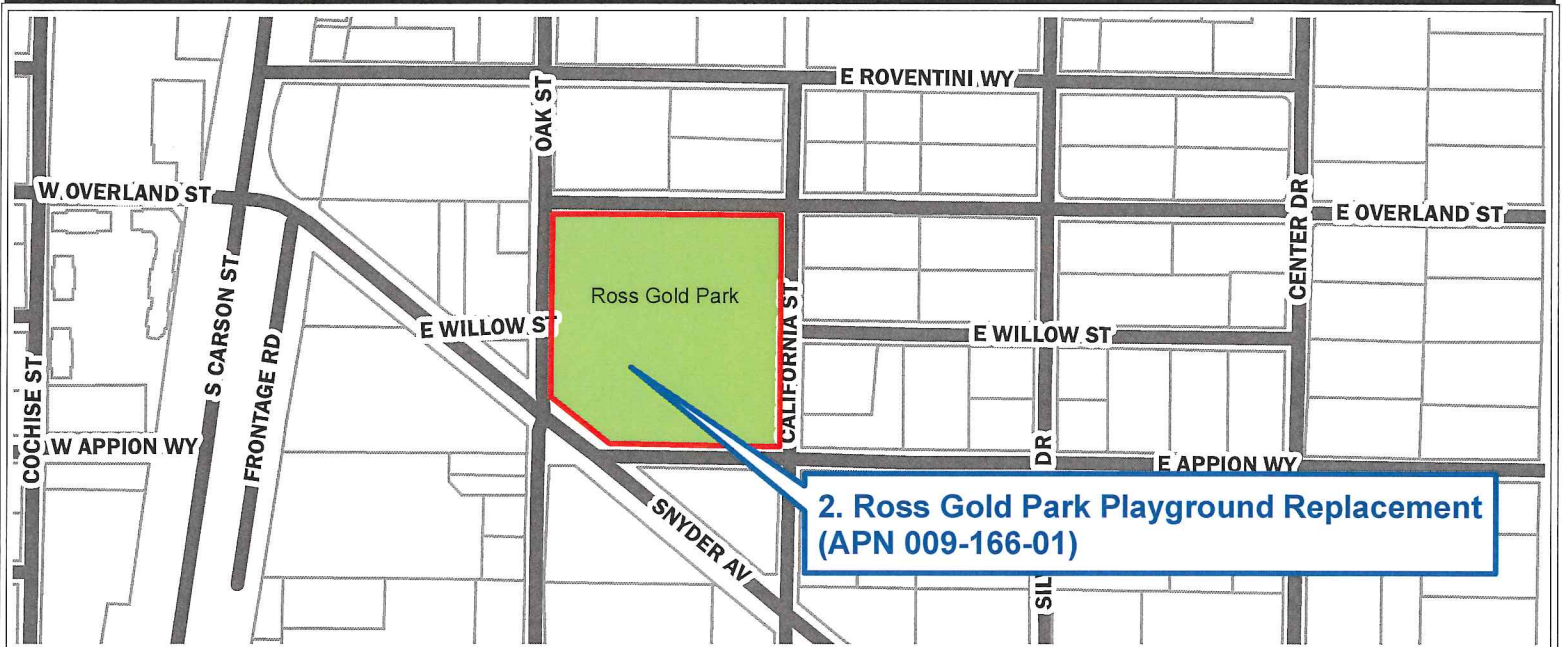 E ROVENTINI WY
OAK ST
W OVERLAND ST
E OVERLAND ST
CENTER DR
Ross Gold Park
CALIFORNIA ST
E WILLOW ST
E WILLOW ST
S CARSON ST
FRONTAGE RD
COCHISE ST
W APPION WY
E APPION WY
DR
SNYDER AV
2. Ross Gold Park Playground Replacement
(APN 009-166-01)